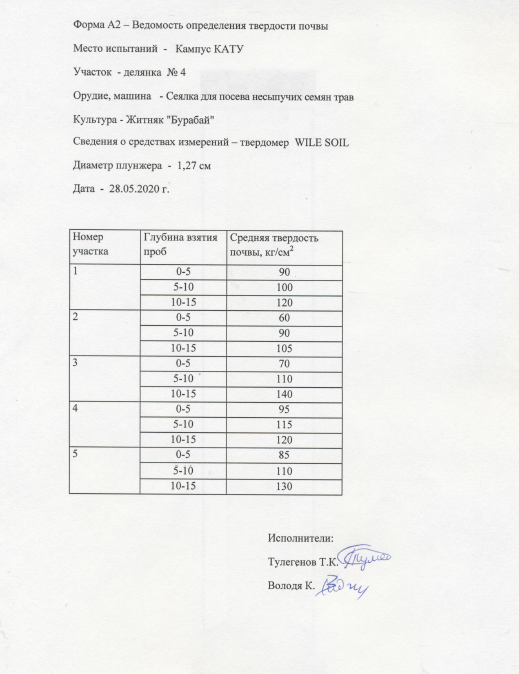 Форма А2 – Ведомость определения твердости почвы
Место испытаний - Кампус КАТУ
Участок - делянка № 4
Орудие, машина - Сеялка для посева несыпучих семян трав
Культура - Житняк "Бурабай"
Сведения о средствах измерений – твердомер WILE SOIL
Диаметр плунжера - 1,27 см
Дата - 28.05.2020 г.
Номер участка Глубина взятия проб Средняя твердость почвы, кг/см²
1 0-5 90
5-10 100
10-15 120
2 0-5 60
5-10 90
10-15 105
3 0-5 70
5-10 110
10-15 140
4 0-5 95
5-10 115
10-15 120
5 0-5 85
5-10 110
10-15 130
Исполнители:
Тулегенов Т.К.
Володя К.